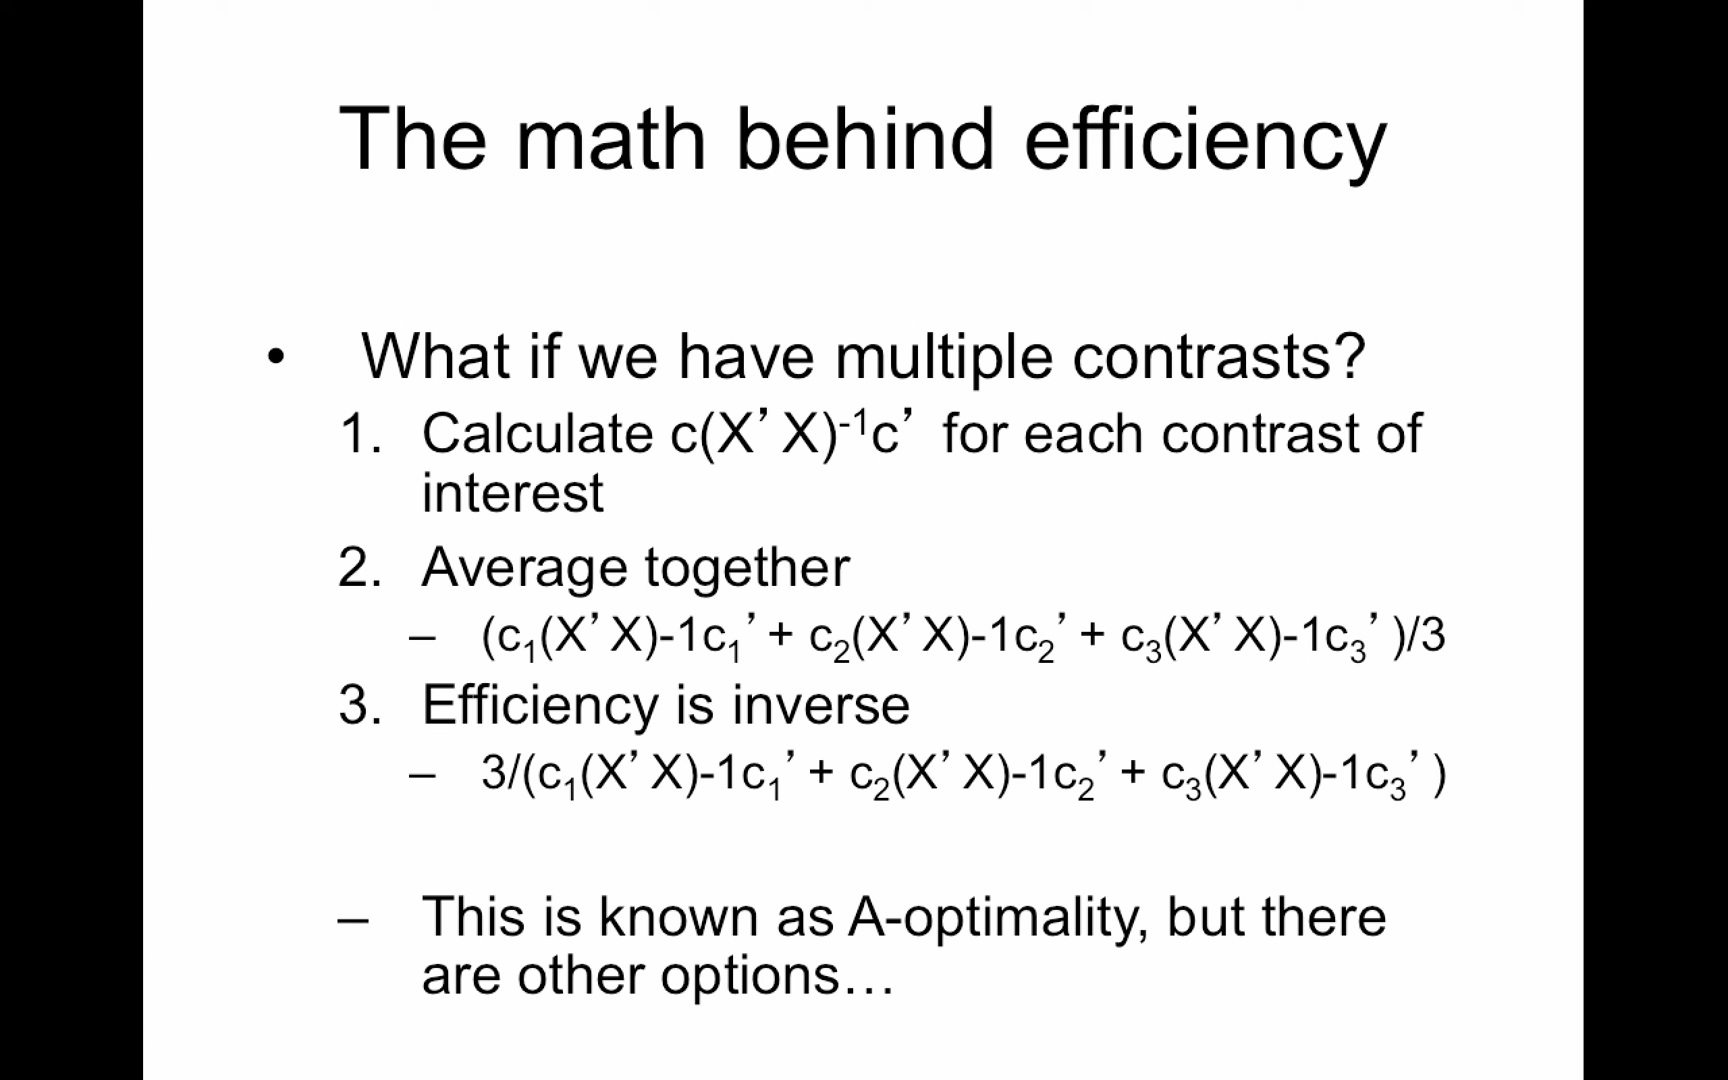 The math behind efficiency
• What if we have multiple contrasts?
1. Calculate c(X’X)⁻¹c’ for each contrast of
interest
2. Average together
– (c₁(X’X)-1c₁’+ c₂(X’X)-1c₂’+ c₃(X’X)-1c₃’)/3
3. Efficiency is inverse
– 3/(c₁(X’X)-1c₁’+ c₂(X’X)-1c₂’+ c₃(X’X)-1c₃’)
– This is known as A-optimality, but there
are other options…